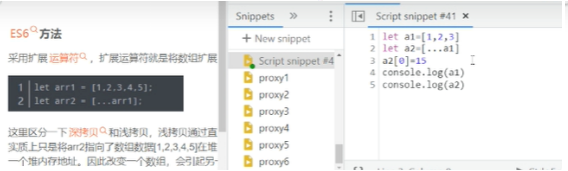 ES6方法
采用扩展 运算符，扩展运算符就是将数组扩展
1 let arr1 = [1,2,3,4,5];
2 let arr2 = [...arr1];
这里区分一下 深拷贝 和浅拷贝，浅拷贝通过直
实质上只是将arr2指向了数组数据[1,2,3,4,5]在堆
一个堆内存地址。因此改变一个数组，会引起另一
Snippets »
+ New snippet
Script snippet #4
proxy1
proxy2
proxy3
proxy4
proxy5
proxy6
Script snippet #41 ×
1 let a1=[1,2,3]
2 let a2=[...a1]
3 a2[0]=15
4 console.log(a1)
5 console.log(a2)